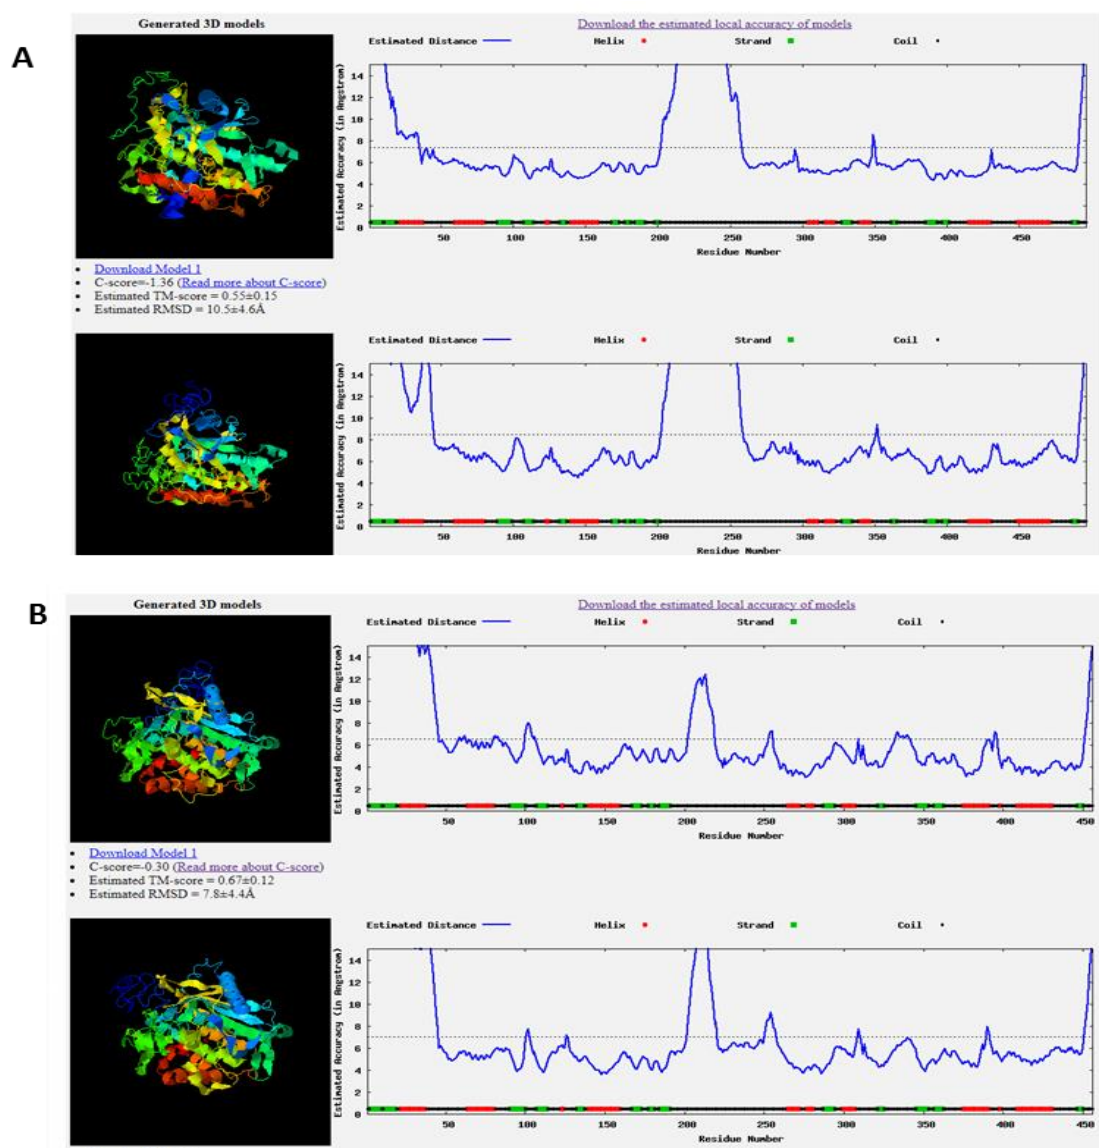 A
Generated 3D models
Download the estimated local accuracy of models
Estimated Distance Helix Strand Coil
Estimated Accuracy (in Angstrom)
14
12
10
8
6
4
2
0
50 100 150 200 250 300 350 400 450
Residue Number
Download Model 1
C-score=-1.36 (Read more about C-score)
Estimated TM-score = 0.55±0.15
Estimated RMSD = 10.5±4.6Å
Estimated Distance Helix Strand Coil
Estimated Accuracy (in Angstrom)
14
12
10
8
6
4
2
0
50 100 150 200 250 300 350 400 450
Residue Number
B
Generated 3D models
Download the estimated local accuracy of models
Estimated Distance Helix Strand Coil
Estimated Accuracy (in Angstrom)
14
12
10
8
6
4
2
0
50 100 150 200 250 300 350 400 450
Residue Number
Download Model 1
C-score=-0.30 (Read more about C-score)
Estimated TM-score = 0.67±0.12
Estimated RMSD = 7.8±4.4Å
Estimated Distance Helix Strand Coil
Estimated Accuracy (in Angstrom)
14
12
10
8
6
4
2
0
50 100 150 200 250 300 350 400 450
Residue Number